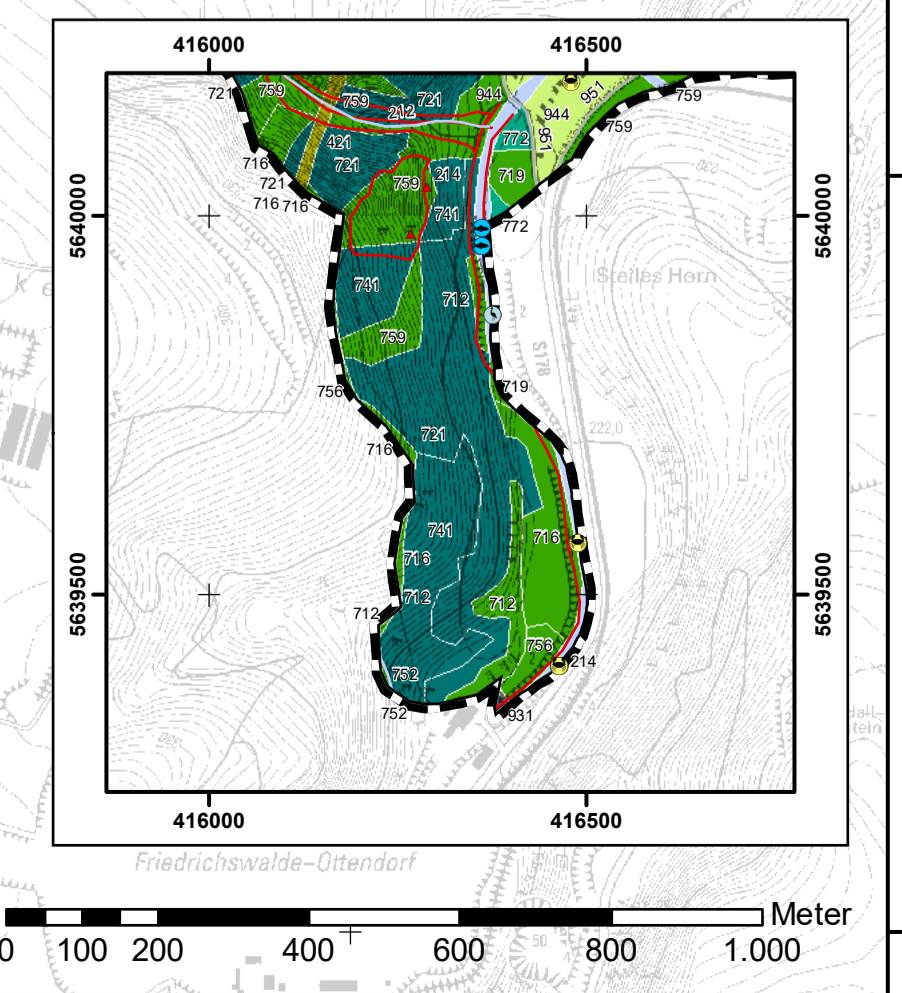 416000 416500
721 759 759 212 721 944 944 951 759
421 772 951 759
716 721 759 214 719
721
716 716 741 772
5640000 5640000
Steiles Horn
741 712 2
4
759 S178
756 719
721 222,0
716
741 716
716
5639500 5639500
712 712 712
756 214
752
752 931
416000 416500
Friedrichswalde-Ottendorf
Meter
0 100 200 400 600 800 1.000
50